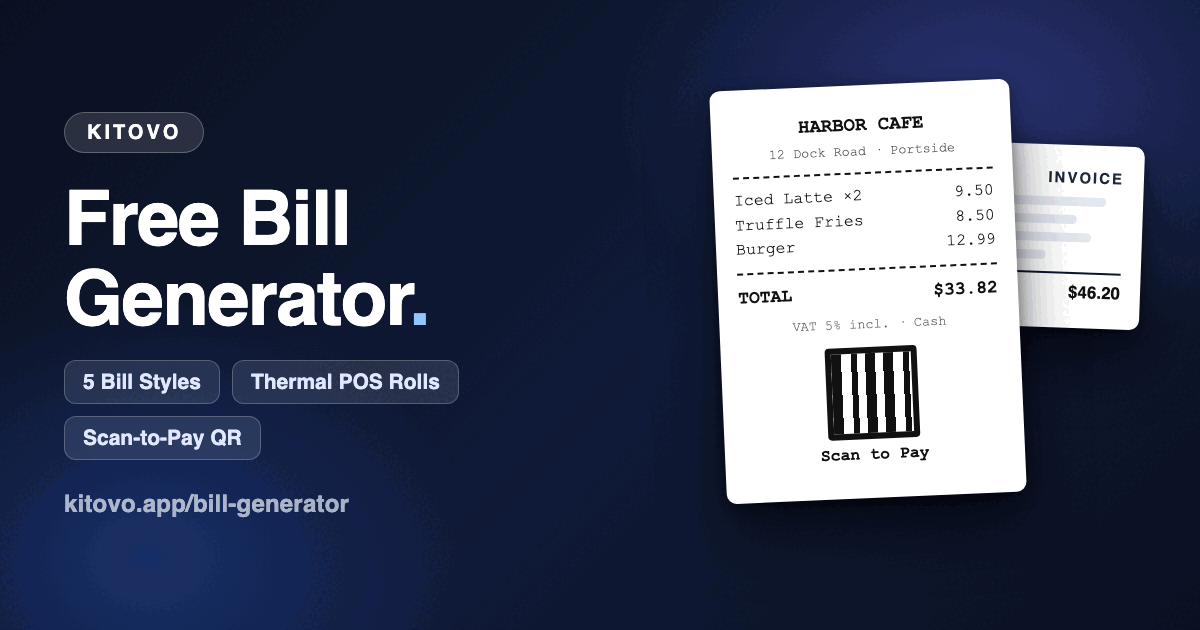 KITOVO
Free Bill
Generator.
5 Bill Styles
Thermal POS Rolls
Scan-to-Pay QR
kitovo.app/bill-generator
HARBOR CAFE
12 Dock Road · Portside
Iced Latte ×2 9.50
Truffle Fries 8.50
Burger 12.99
TOTAL $33.82
VAT 5% incl. · Cash
Scan to Pay
INVOICE
$46.20